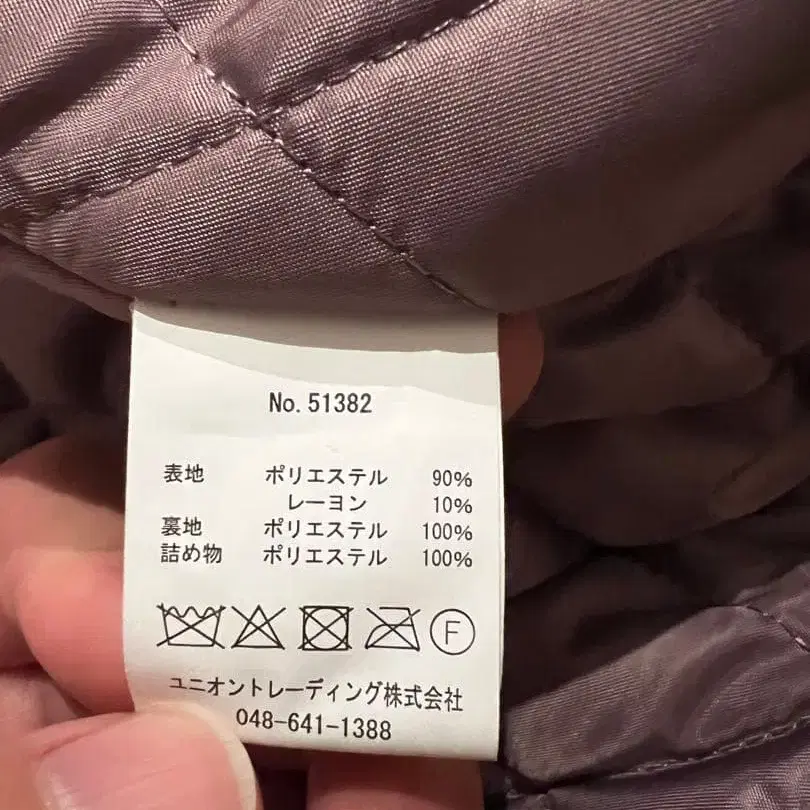 No. 51382
表地 ポリエステル 90%
レーヨン 10%
裏地 ポリエステル 100%
詰め物 ポリエステル 100%
F
ユニオントレーディング株式会社
048-641-1388